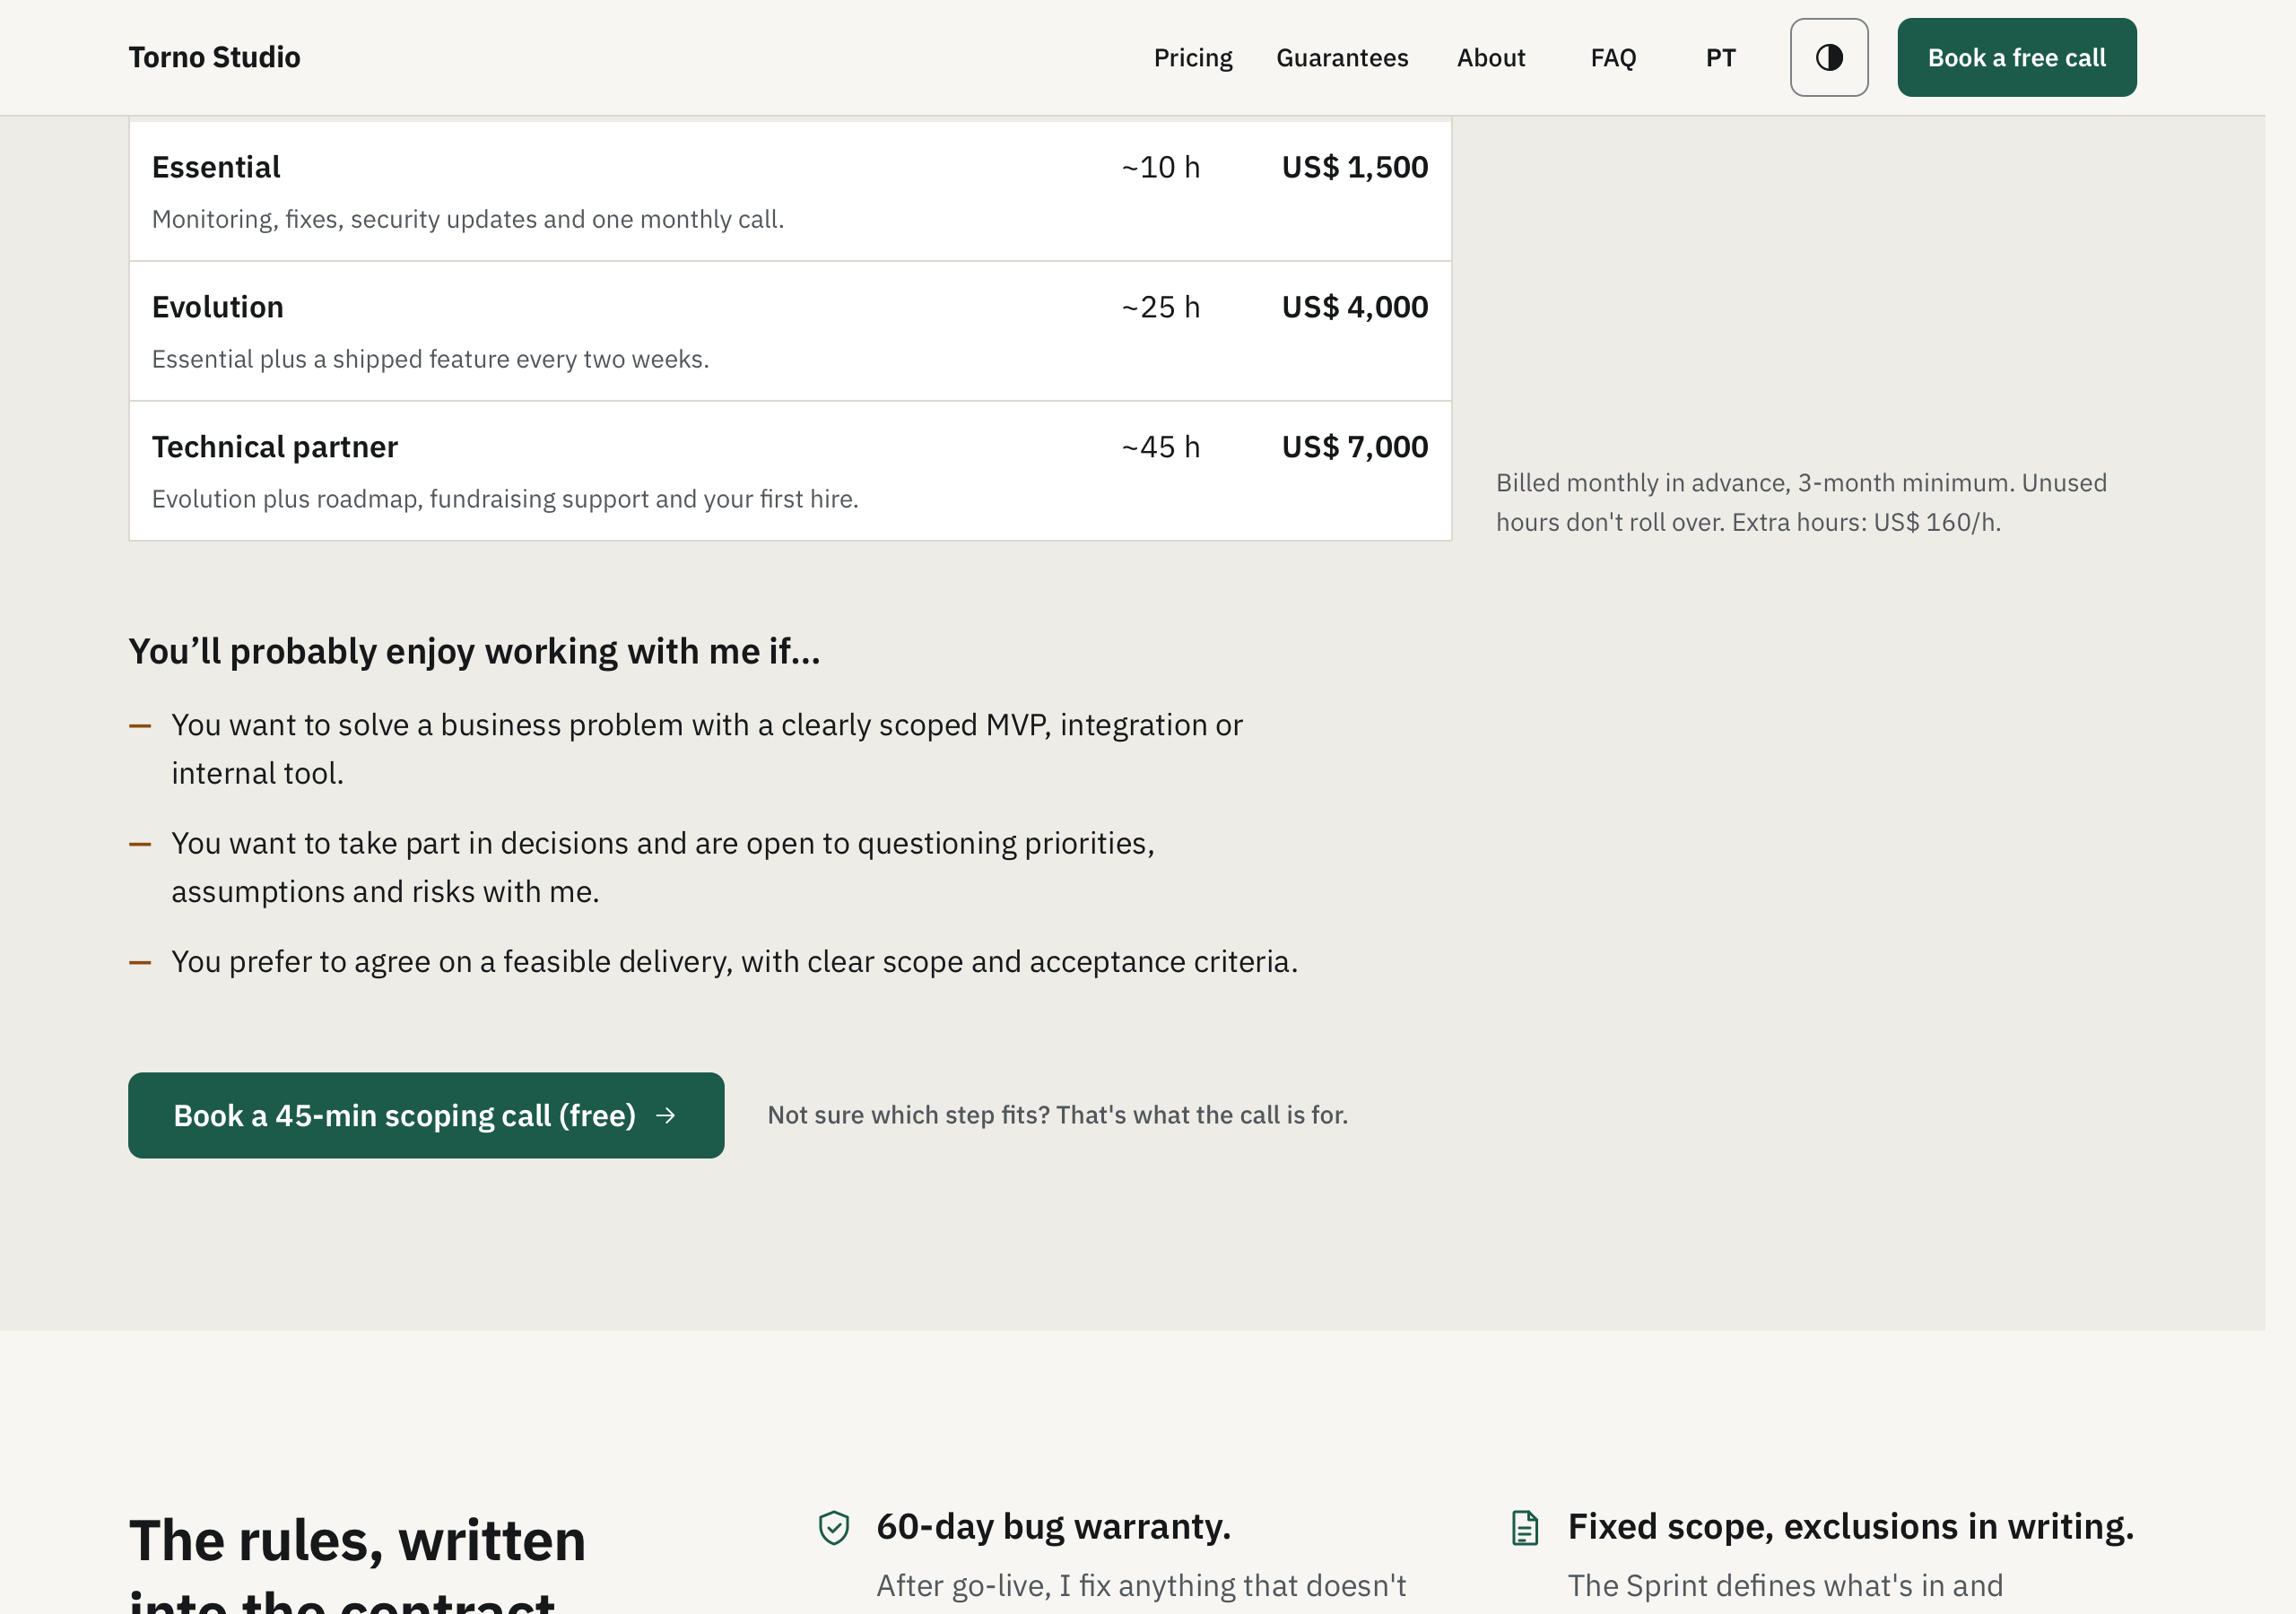 Torno Studio
Pricing
Guarantees
About
FAQ
PT
Book a free call
Essential
~10 h
US$ 1,500
Monitoring, fixes, security updates and one monthly call.
Evolution
~25 h
US$ 4,000
Essential plus a shipped feature every two weeks.
Technical partner
~45 h
US$ 7,000
Evolution plus roadmap, fundraising support and your first hire.
Billed monthly in advance, 3-month minimum. Unused
hours don't roll over. Extra hours: US$ 160/h.
You’ll probably enjoy working with me if…
— You want to solve a business problem with a clearly scoped MVP, integration or
internal tool.
— You want to take part in decisions and are open to questioning priorities,
assumptions and risks with me.
— You prefer to agree on a feasible delivery, with clear scope and acceptance criteria.
Book a 45-min scoping call (free) →
Not sure which step fits? That's what the call is for.
The rules, written
into the contract
60-day bug warranty.
After go-live, I fix anything that doesn't
Fixed scope, exclusions in writing.
The Sprint defines what's in and